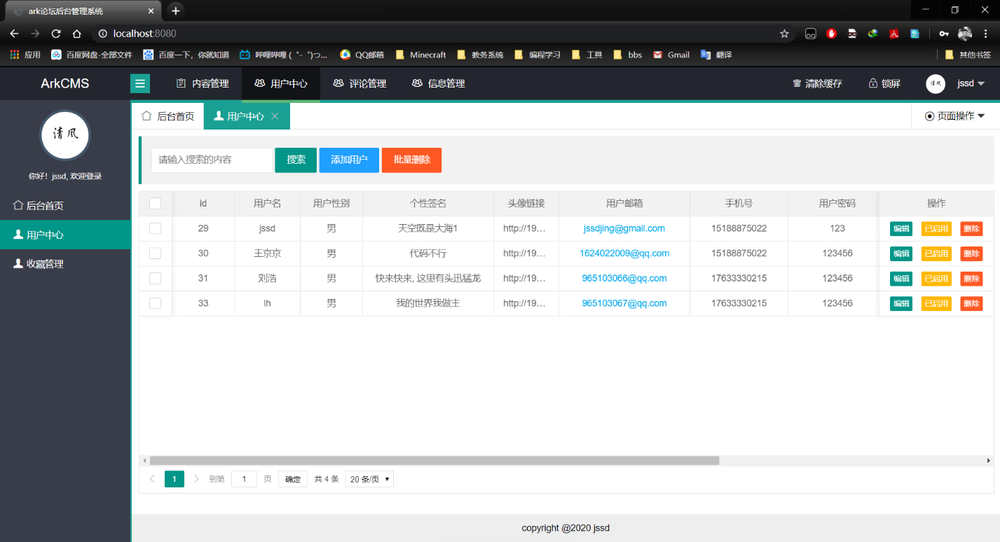 ark论坛后台管理系统
localhost:8080
应用 百度网盘-全部文件 百度一下，你就知道 哔哩哔哩 (゜-゜)つ... QQ邮箱 Minecraft 教务系统 编程学习 工具 bbs Gmail 翻译 其他书签
ArkCMS 内容管理 用户中心 评论管理 信息管理 清除缓存 锁屏 清风 jssd
后台首页 用户中心 页面操作
清风
你好！jssd, 欢迎登录
后台首页
用户中心
收藏管理
请输入搜索的内容 搜索 添加用户 批量删除
id 用户名 用户性别 个性签名 头像链接 用户邮箱 手机号 用户密码 操作
29 jssd 男 天空既是大海1 http://19... jssdjing@gmail.com 15188875022 123 编辑 已启用 删除
30 王京京 男 代码不行 http://19... 1624022009@qq.com 15188875022 123456 编辑 已启用 删除
31 刘浩 男 快来快来, 这里有头迅猛龙 http://19... 965103066@qq.com 17633330215 123456 编辑 已启用 删除
33 lh 男 我的世界我做主 http://19... 965103067@qq.com 17633330215 123456 编辑 已启用 删除
1 到第 1 页 确定 共 4 条 20 条/页
copyright @2020 jssd